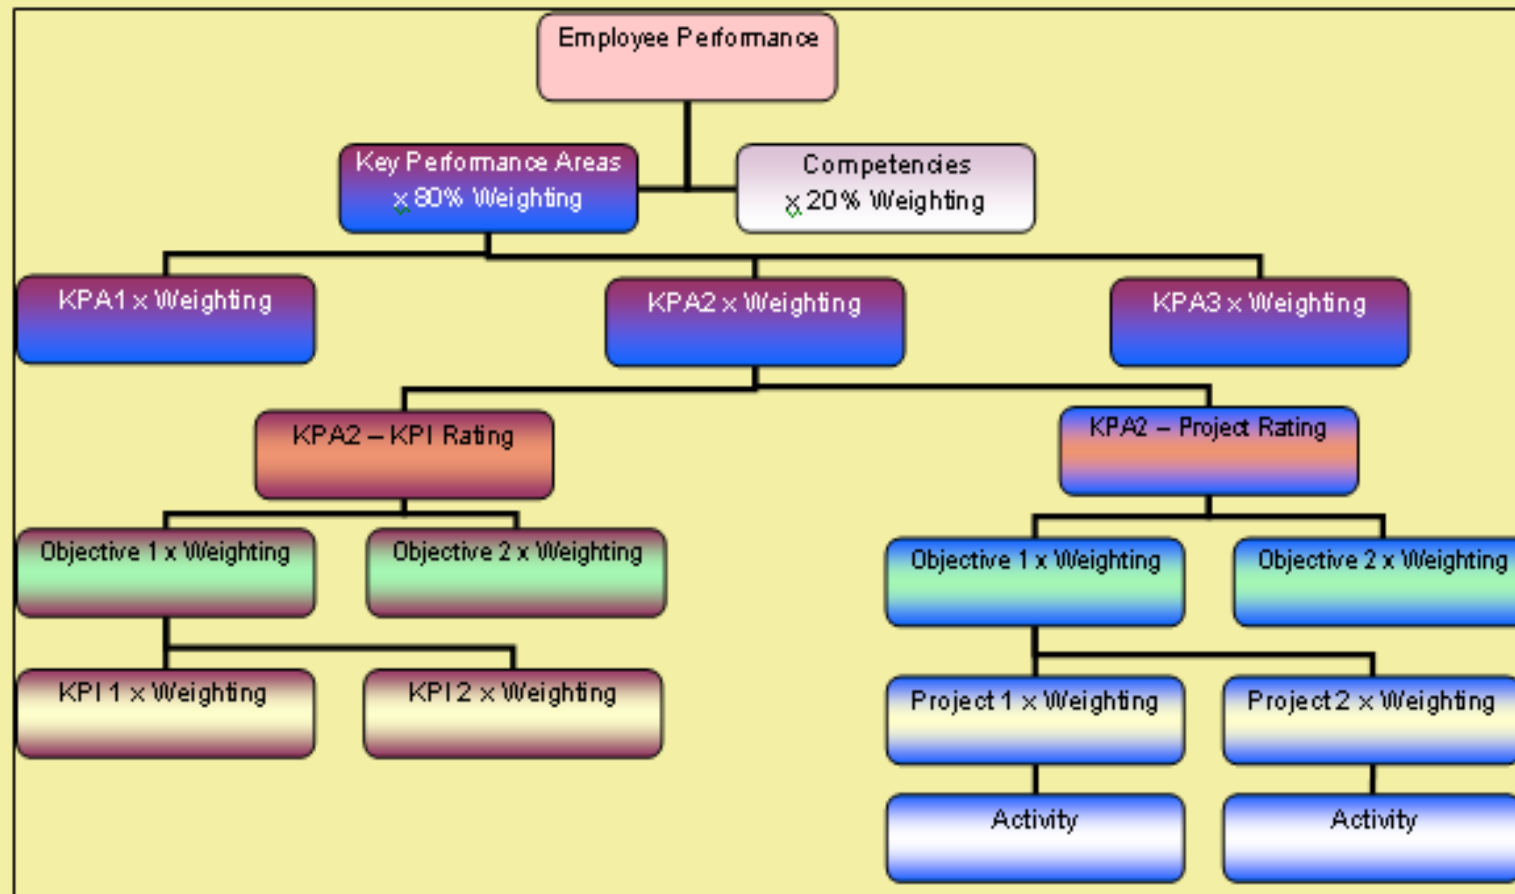 Employee Performance
Key Performance Areas
x 80% Weighting
Competencies
x 20% Weighting
KPA1 x Weighting
KPA2 x Weighting
KPA3 x Weighting
KPA2 – KPI Rating
KPA2 – Project Rating
Objective 1 x Weighting
Objective 2 x Weighting
Objective 1 x Weighting
Objective 2 x Weighting
KPI 1 x Weighting
KPI 2 x Weighting
Project 1 x Weighting
Project 2 x Weighting
Activity
Activity